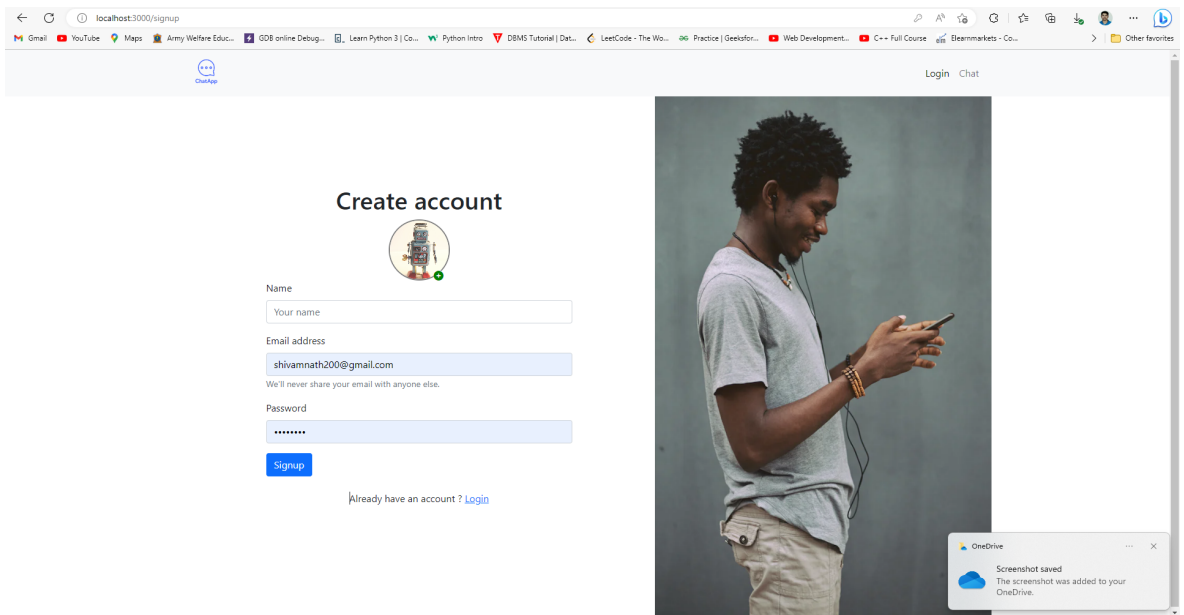 localhost:3000/signup
Gmail YouTube Maps Army Welfare Educ... GDB online Debug... Learn Python 3 | Co... Python Intro DBMS Tutorial | Dat... LeetCode - The Wo... Practice | Geeksfor... Web Development... C++ Full Course Elearnmarkets - Co... Other favorites
ChatApp
Login Chat
Create account
Name
Your name
Email address
shivamnath200@gmail.com
We'll never share your email with anyone else.
Password
Signup
Already have an account ? Login
OneDrive
Screenshot saved
The screenshot was added to your
OneDrive.